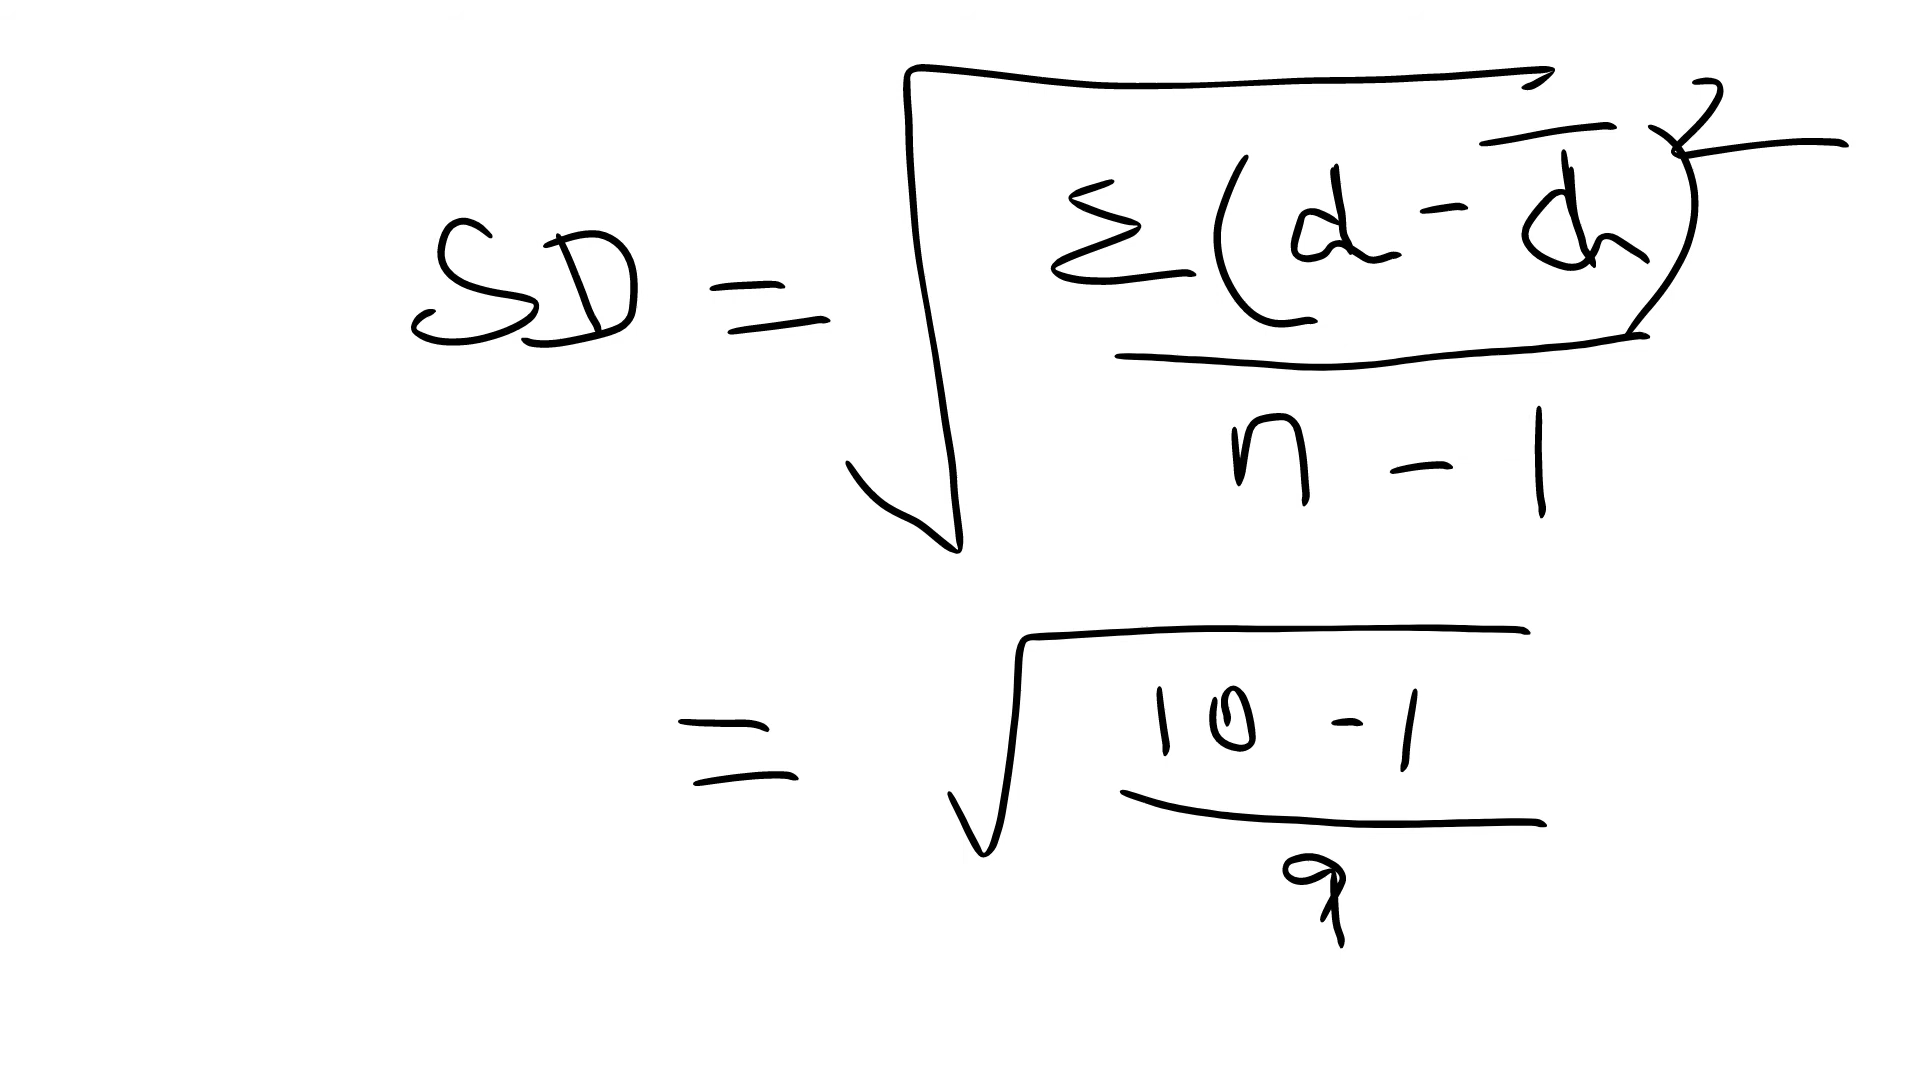 SD = √(Σ(d - d̅)² / (n - 1))
= √((10 - 1) / 9)